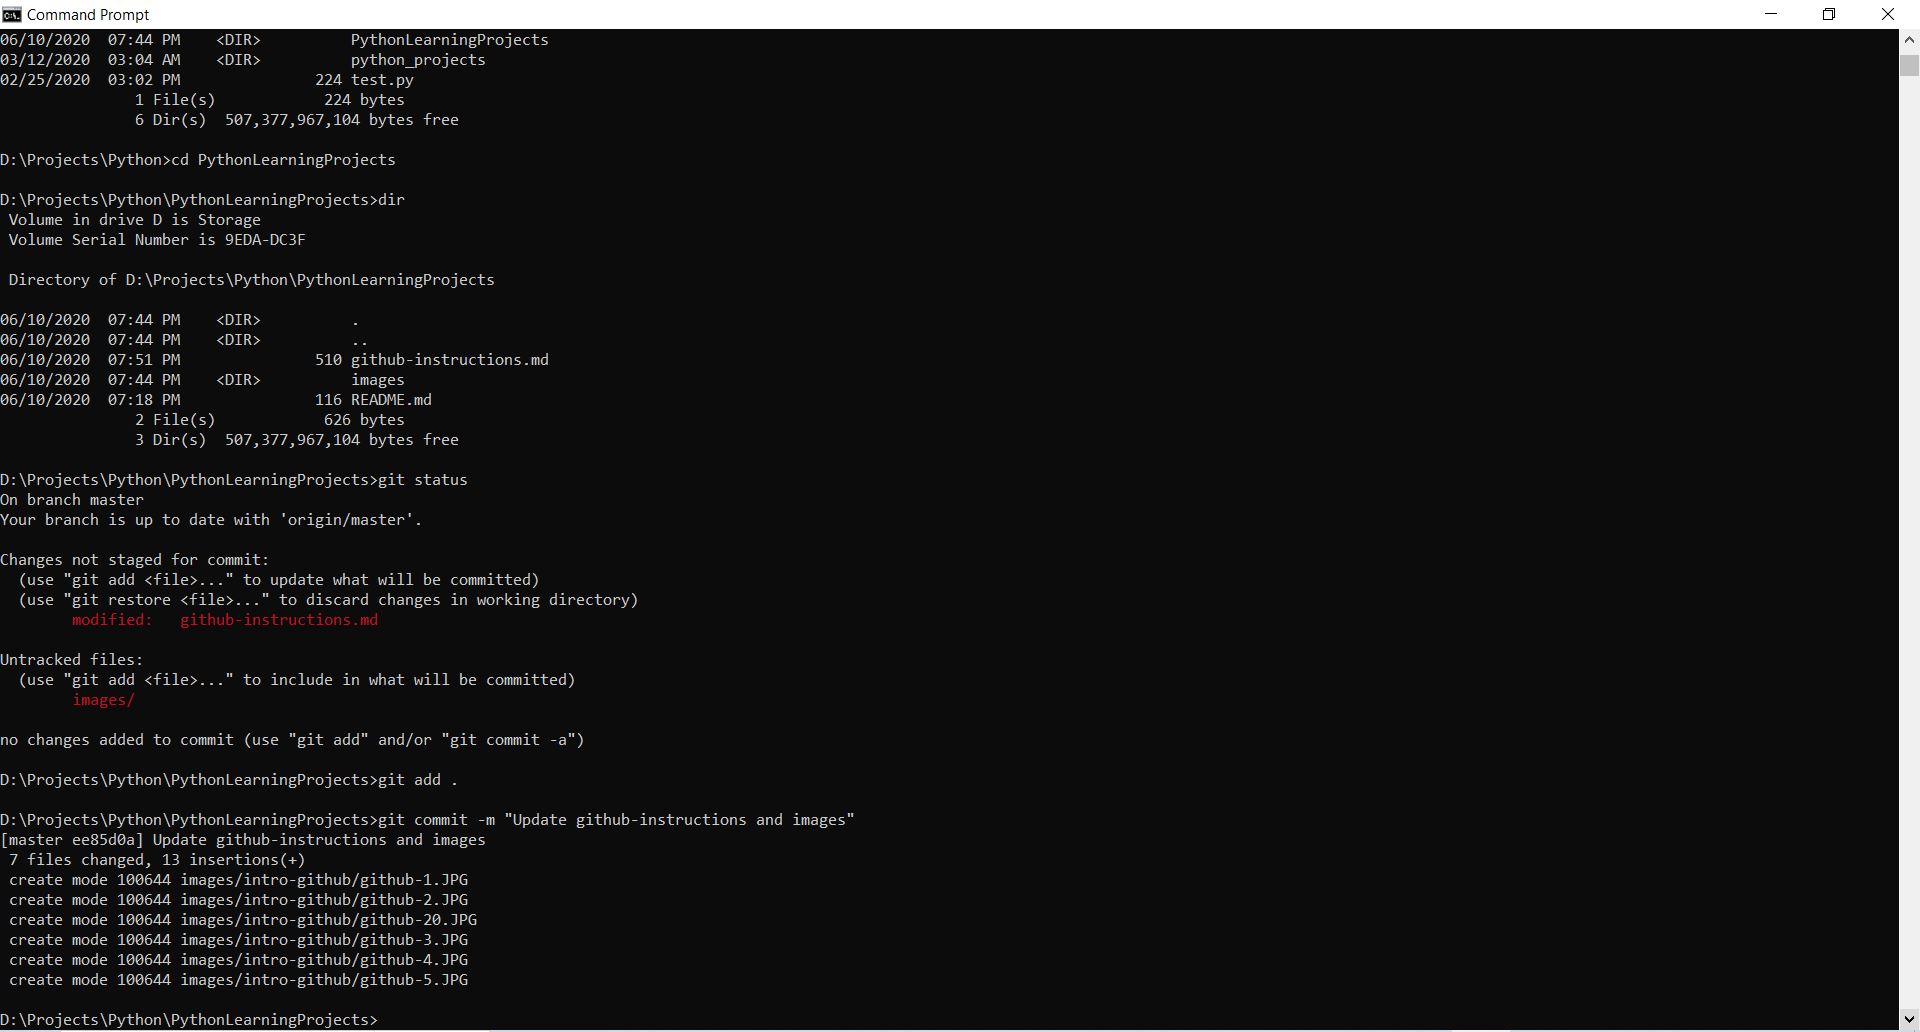 Command Prompt
06/10/2020  07:44 PM    <DIR>          PythonLearningProjects
03/12/2020  03:04 AM    <DIR>          python_projects
02/25/2020  03:02 PM               224 test.py
               1 File(s)            224 bytes
               6 Dir(s)  507,377,967,104 bytes free
D:\Projects\Python>cd PythonLearningProjects
D:\Projects\Python\PythonLearningProjects>dir
 Volume in drive D is Storage
 Volume Serial Number is 9EDA-DC3F
 Directory of D:\Projects\Python\PythonLearningProjects
06/10/2020  07:44 PM    <DIR>          .
06/10/2020  07:44 PM    <DIR>          ..
06/10/2020  07:51 PM               510 github-instructions.md
06/10/2020  07:44 PM    <DIR>          images
06/10/2020  07:18 PM               116 README.md
               2 File(s)            626 bytes
               3 Dir(s)  507,377,967,104 bytes free
D:\Projects\Python\PythonLearningProjects>git status
On branch master
Your branch is up to date with 'origin/master'.
Changes not staged for commit:
  (use "git add <file>..." to update what will be committed)
  (use "git restore <file>..." to discard changes in working directory)
        modified:   github-instructions.md
Untracked files:
  (use "git add <file>..." to include in what will be committed)
        images/
no changes added to commit (use "git add" and/or "git commit -a")
D:\Projects\Python\PythonLearningProjects>git add .
D:\Projects\Python\PythonLearningProjects>git commit -m "Update github-instructions and images"
[master ee85d0a] Update github-instructions and images
 7 files changed, 13 insertions(+)
 create mode 100644 images/intro-github/github-1.JPG
 create mode 100644 images/intro-github/github-2.JPG
 create mode 100644 images/intro-github/github-20.JPG
 create mode 100644 images/intro-github/github-3.JPG
 create mode 100644 images/intro-github/github-4.JPG
 create mode 100644 images/intro-github/github-5.JPG
D:\Projects\Python\PythonLearningProjects>